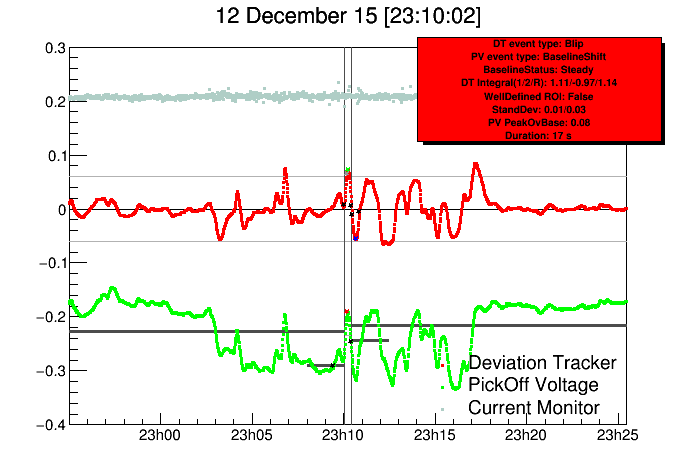 12 December 15 [23:10:02]
DT event type: Blip
PV event type: BaselineShift
BaselineStatus: Steady
DT Integral(1/2/R): 1.11/-0.97/1.14
WellDefined ROI: False
StandDev: 0.01/0.03
PV PeakOvBase: 0.08
Duration: 17 s
0.3
0.2
0.1
0
−0.1
−0.2
−0.3
−0.4
Deviation Tracker
PickOff Voltage
Current Monitor
23h00
23h05
23h10
23h15
23h20
23h25